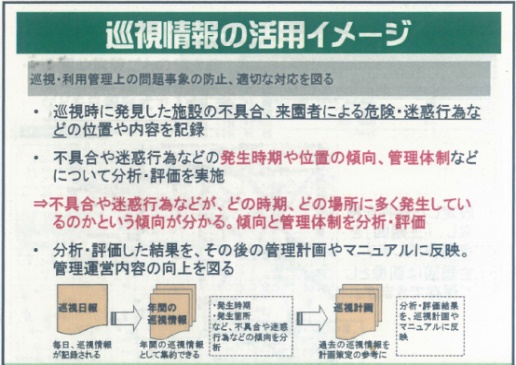 巡視情報の活用イメージ
巡視・利用管理上の問題事象の防止、適切な対応を図る
・ 巡視時に発見した施設の不具合、来園者による危険・迷惑行為な
どの位置や内容を記録
・ 不具合や迷惑行為などの発生時期や位置の傾向、管理体制など
について分析・評価を実施
⇒不具合や迷惑行為などが、どの時期、どの場所に多く発生してい
るのかという傾向が分かる。傾向と管理体制を分析・評価
・ 分析・評価した結果を、その後の管理計画やマニュアルに反映。
管理運営内容の向上を図る
巡視日報
毎日、巡視情報
が記録される
年間の
巡視情報
年間の巡視情報
として集約できる
・発生時期
・発生箇所
など、不具合や迷惑
行為などの傾向を分
析
巡視計画
過去の巡視情報を
計画策定の参考に
分析・評価結果
を、巡視計画や
マニュアルに反
映